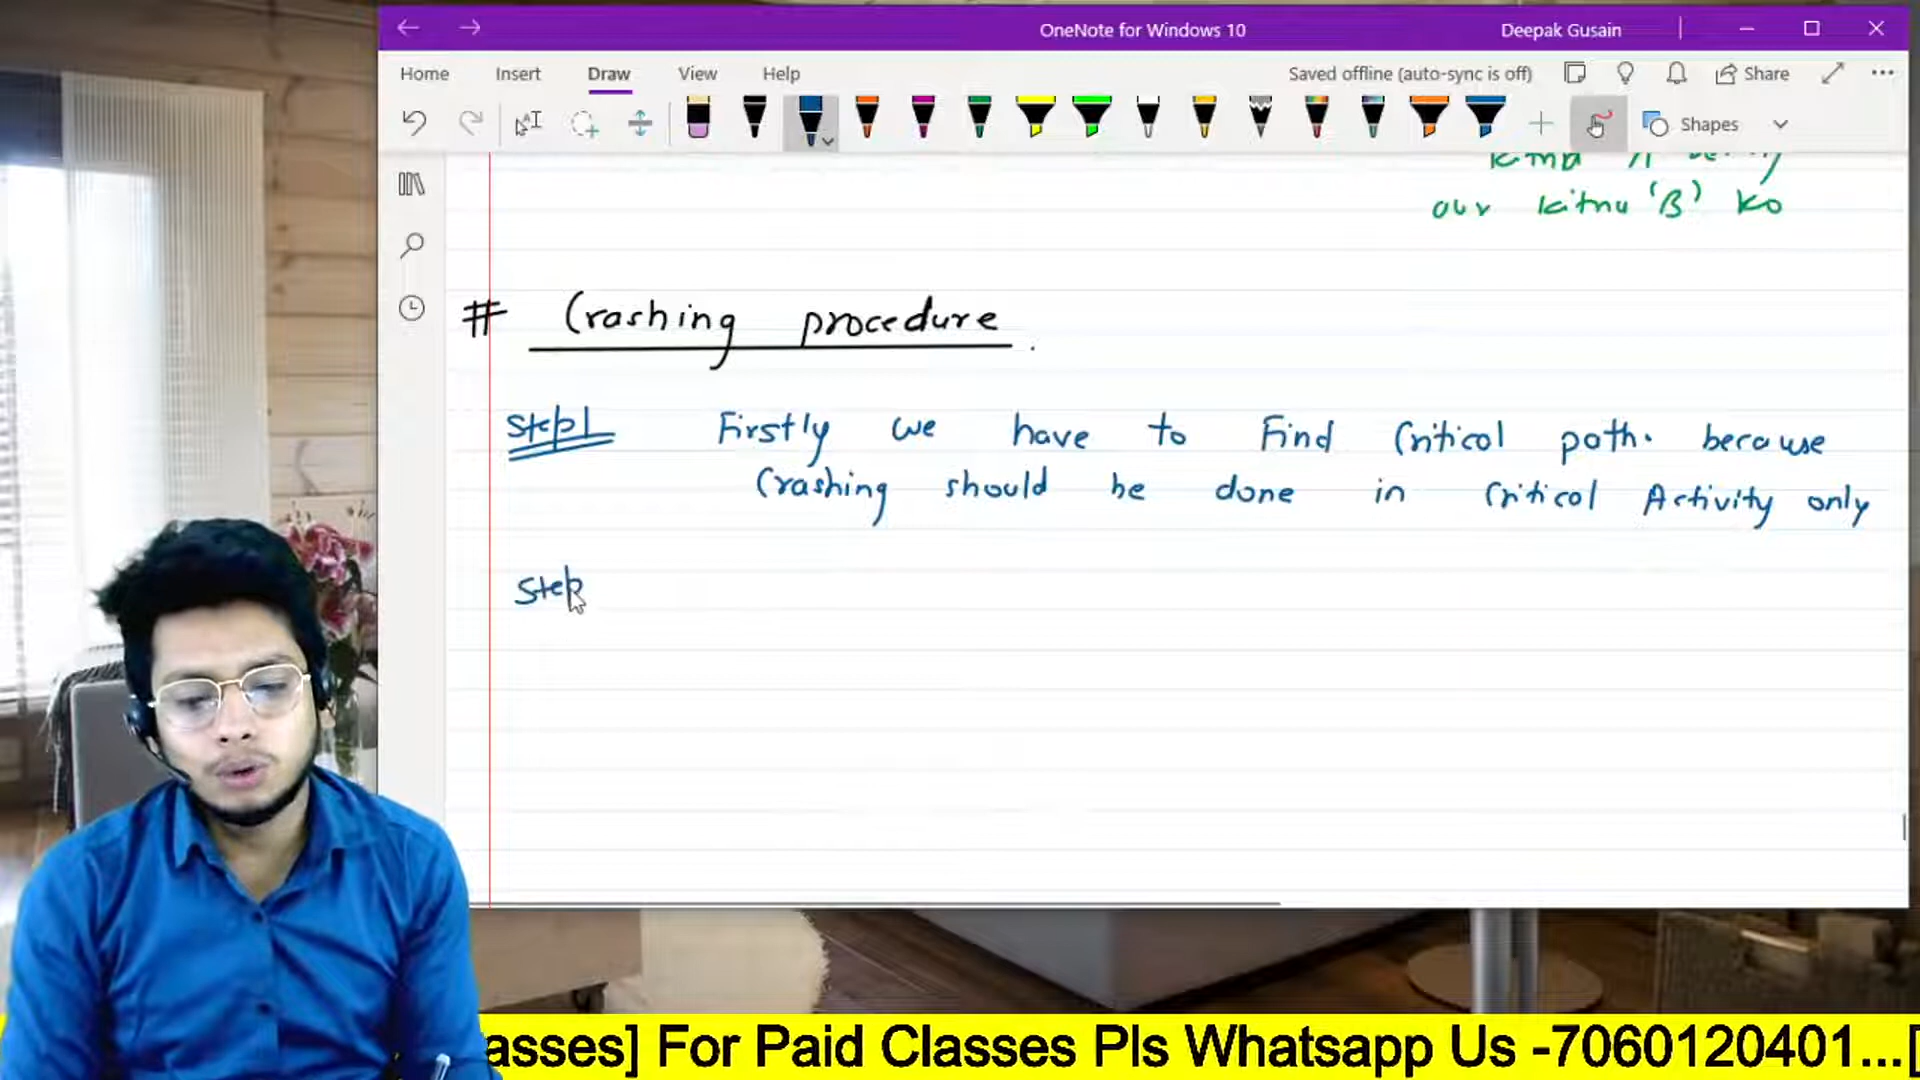 OneNote for Windows 10
Deepak Gusain
Home Insert Draw View Help
Saved offline (auto-sync is off)
Share
Shapes
our kitna 'B' ko
# Crashing procedure.
Step1 Firstly we have to Find Critical path. because
Crashing should be done in Critical Activity only
Step
asses] For Paid Classes Pls Whatsapp Us -7060120401...[